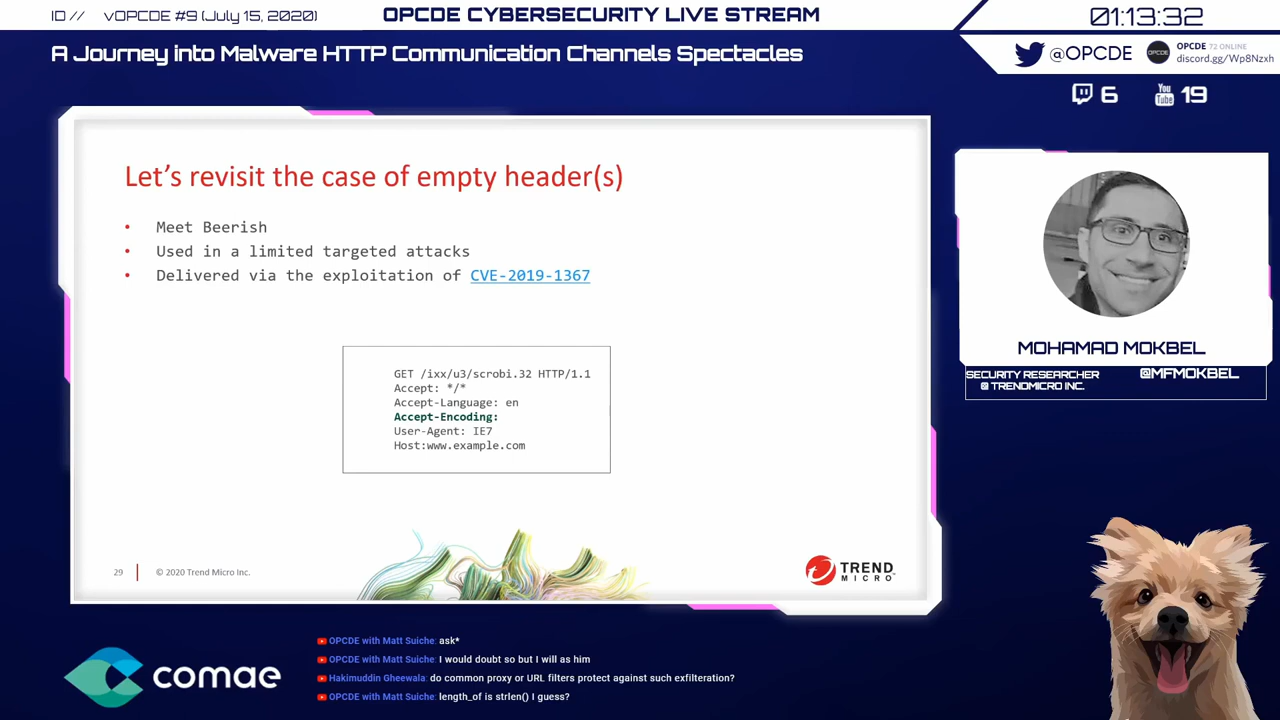 ID // vOPCDE #9 (July 15, 2020)
OPCDE CYBERSECURITY LIVE STREAM
01:13:32
A Journey into Malware HTTP Communication Channels Spectacles
@OPCDE
OPCDE
OPCDE 72 ONLINE
discord.gg/Wp8Nzxh
6
You Tube 19
Let's revisit the case of empty header(s)
• Meet Beerish
• Used in a limited targeted attacks
• Delivered via the exploitation of CVE-2019-1367
GET /ixx/u3/scrobi.32 HTTP/1.1
Accept: */*
Accept-Language: en
Accept-Encoding:
User-Agent: IE7
Host:www.example.com
29
© 2020 Trend Micro Inc.
TREND
MICRO
MOHAMAD MOKBEL
SECURITY RESEARCHER
@ TRENDMICRO INC.
@MFMOKBEL
comae
OPCDE with Matt Suiche: ask*
OPCDE with Matt Suiche: I would doubt so but I will as him
Hakimuddin Gheewala: do common proxy or URL filters protect against such exfilteration?
OPCDE with Matt Suiche: length_of is strlen() I guess?